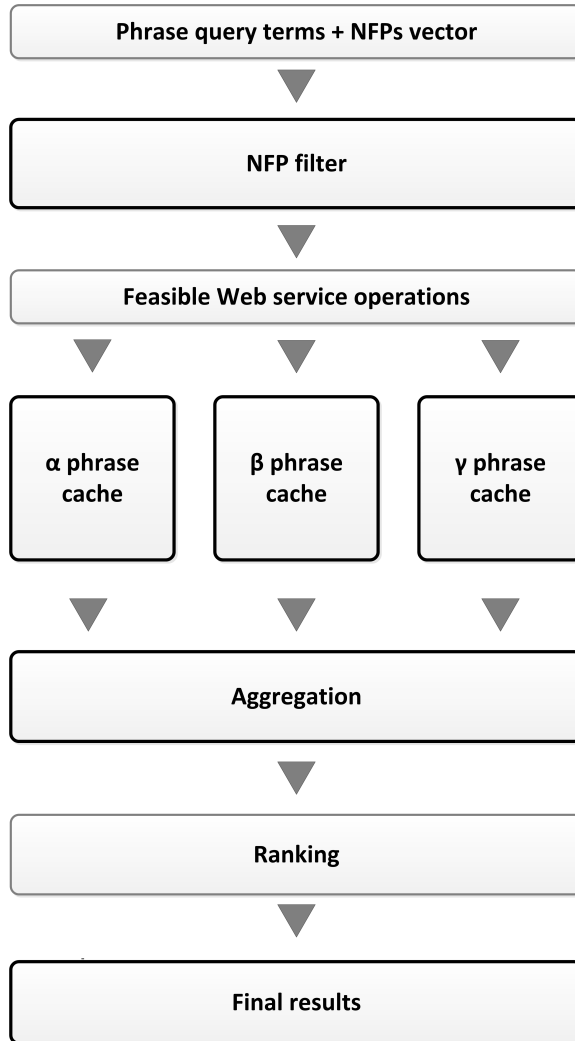 Phrase query terms + NFPs vector
NFP filter
Feasible Web service operations
α phrase
cache
β phrase
cache
γ phrase
cache
Aggregation
Ranking
Final results